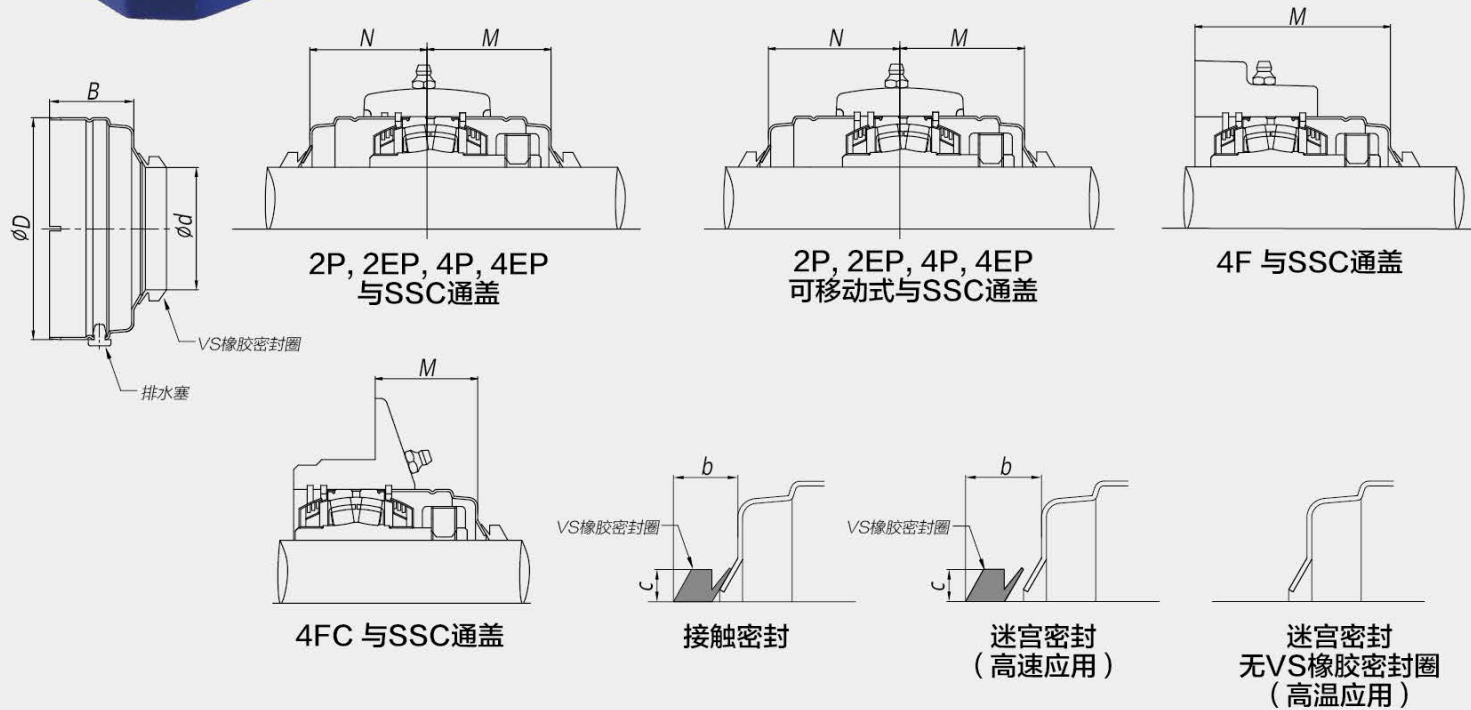 N
M
N
M
M
B
øD
ød
2P, 2EP, 4P, 4EP
与SSC通盖
2P, 2EP, 4P, 4EP
可移动式与SSC通盖
4F 与SSC通盖
VS橡胶密封圈
排水塞
M
b
b
VS橡胶密封圈
VS橡胶密封圈
c
c
4FC 与SSC通盖
接触密封
迷宫密封
（高速应用）
迷宫密封
无VS橡胶密封圈
（高温应用）